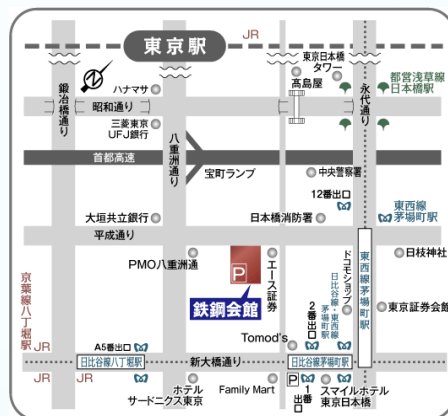 東京駅
JR
東京日本橋
タワー
髙島屋
都営浅草線
日本橋駅
永代通り
鍛冶橋通り
ハナマサ
昭和通り
三菱東京
UFJ銀行
八重洲通り
首都高速
宝町ランプ
中央警察署
12番出口
東西線
茅場町駅
大垣共立銀行
日本橋消防署
平成通り
PMO八重洲通
P
エース証券
ドコモショップ
東西線茅場町駅
日枝神社
鉄鋼会館
日比谷線・東西線
茅場町駅
2番出口
東京証券会館
京葉線八丁堀駅
Tomod's
A5番出口
JR
日比谷線八丁堀駅
新大橋通り
日比谷線茅場町駅
JR
JR
ホテル
サードニクス東京
Family Mart
P
1番出口
スマイルホテル
東京日本橋